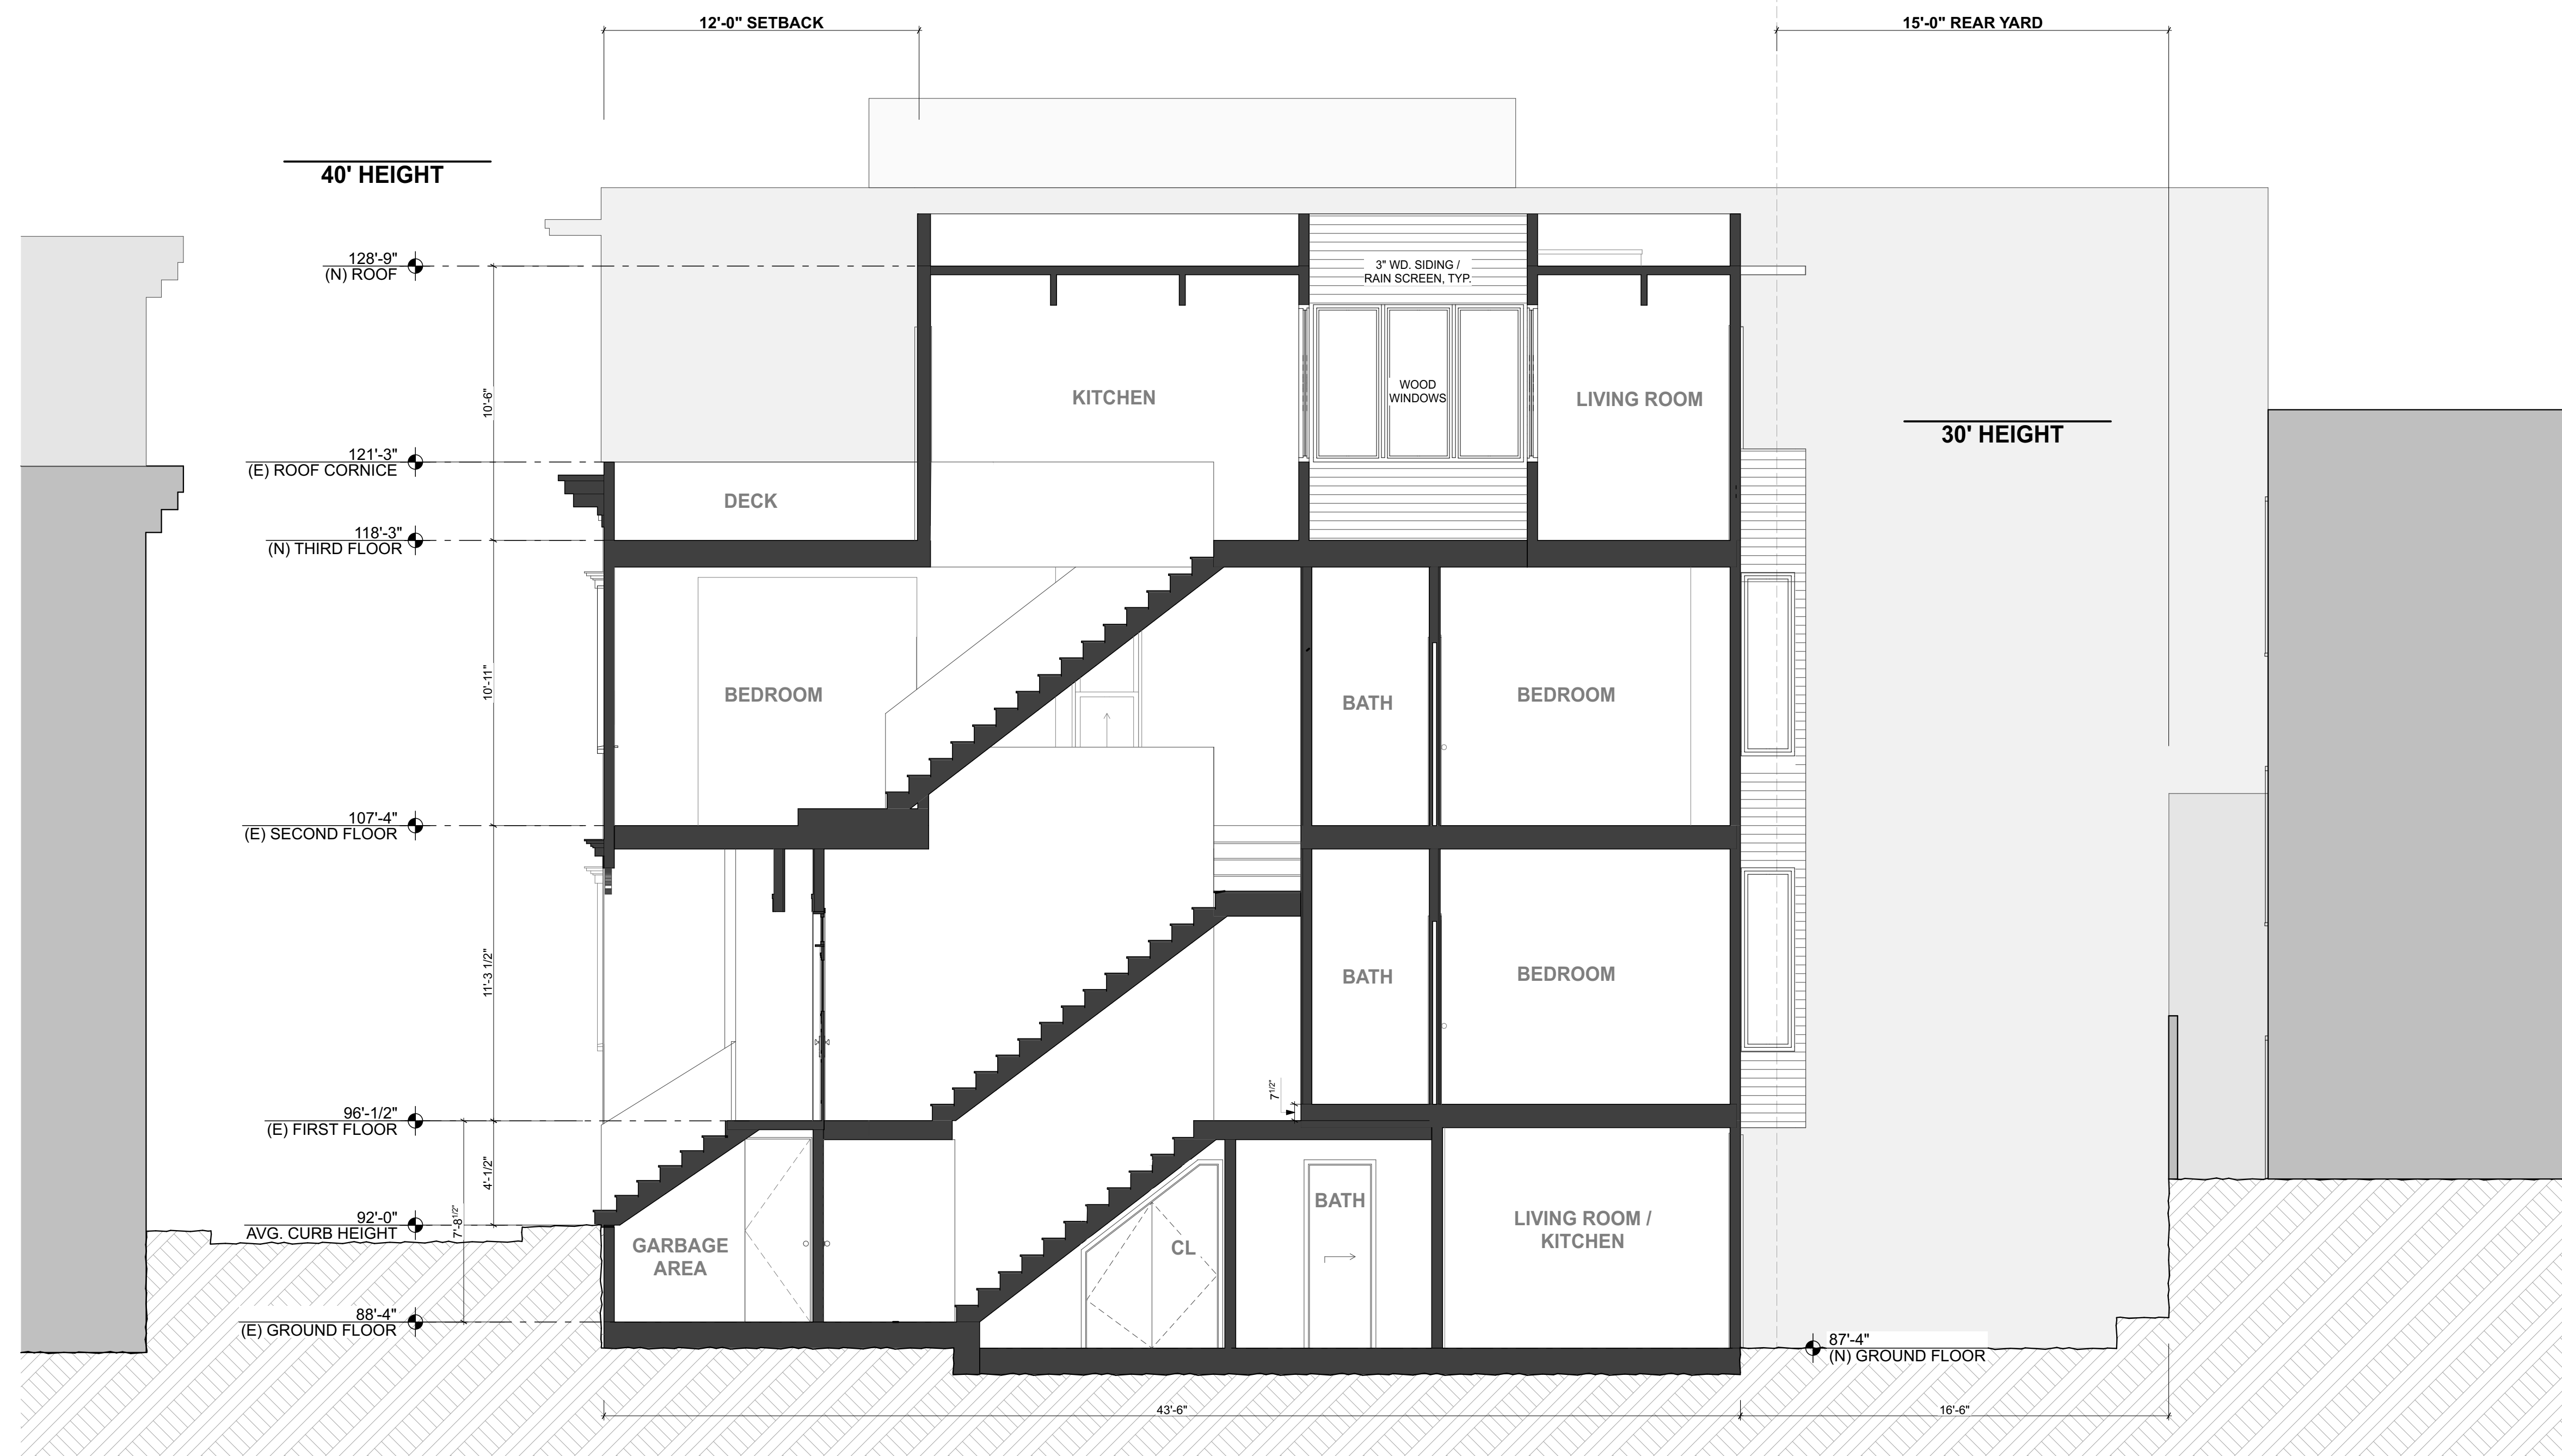 12'-0" SETBACK
15'-0" REAR YARD
40' HEIGHT
128'-9"
(N) ROOF
3" WD. SIDING /
RAIN SCREEN, TYP.
10'-6"
KITCHEN
WOOD
WINDOWS
LIVING ROOM
30' HEIGHT
121'-3"
(E) ROOF CORNICE
DECK
118'-3"
(N) THIRD FLOOR
10'-11"
BEDROOM
BATH
BEDROOM
107'-4"
(E) SECOND FLOOR
11'-3 1/2"
BATH
BEDROOM
7 1/2"
96'-1/2"
(E) FIRST FLOOR
4'-1/2"
7'-8 1/2"
92'-0"
AVG. CURB HEIGHT
GARBAGE
AREA
CL
BATH
LIVING ROOM /
KITCHEN
88'-4"
(E) GROUND FLOOR
87'-4"
(N) GROUND FLOOR
43'-6"
16'-6"